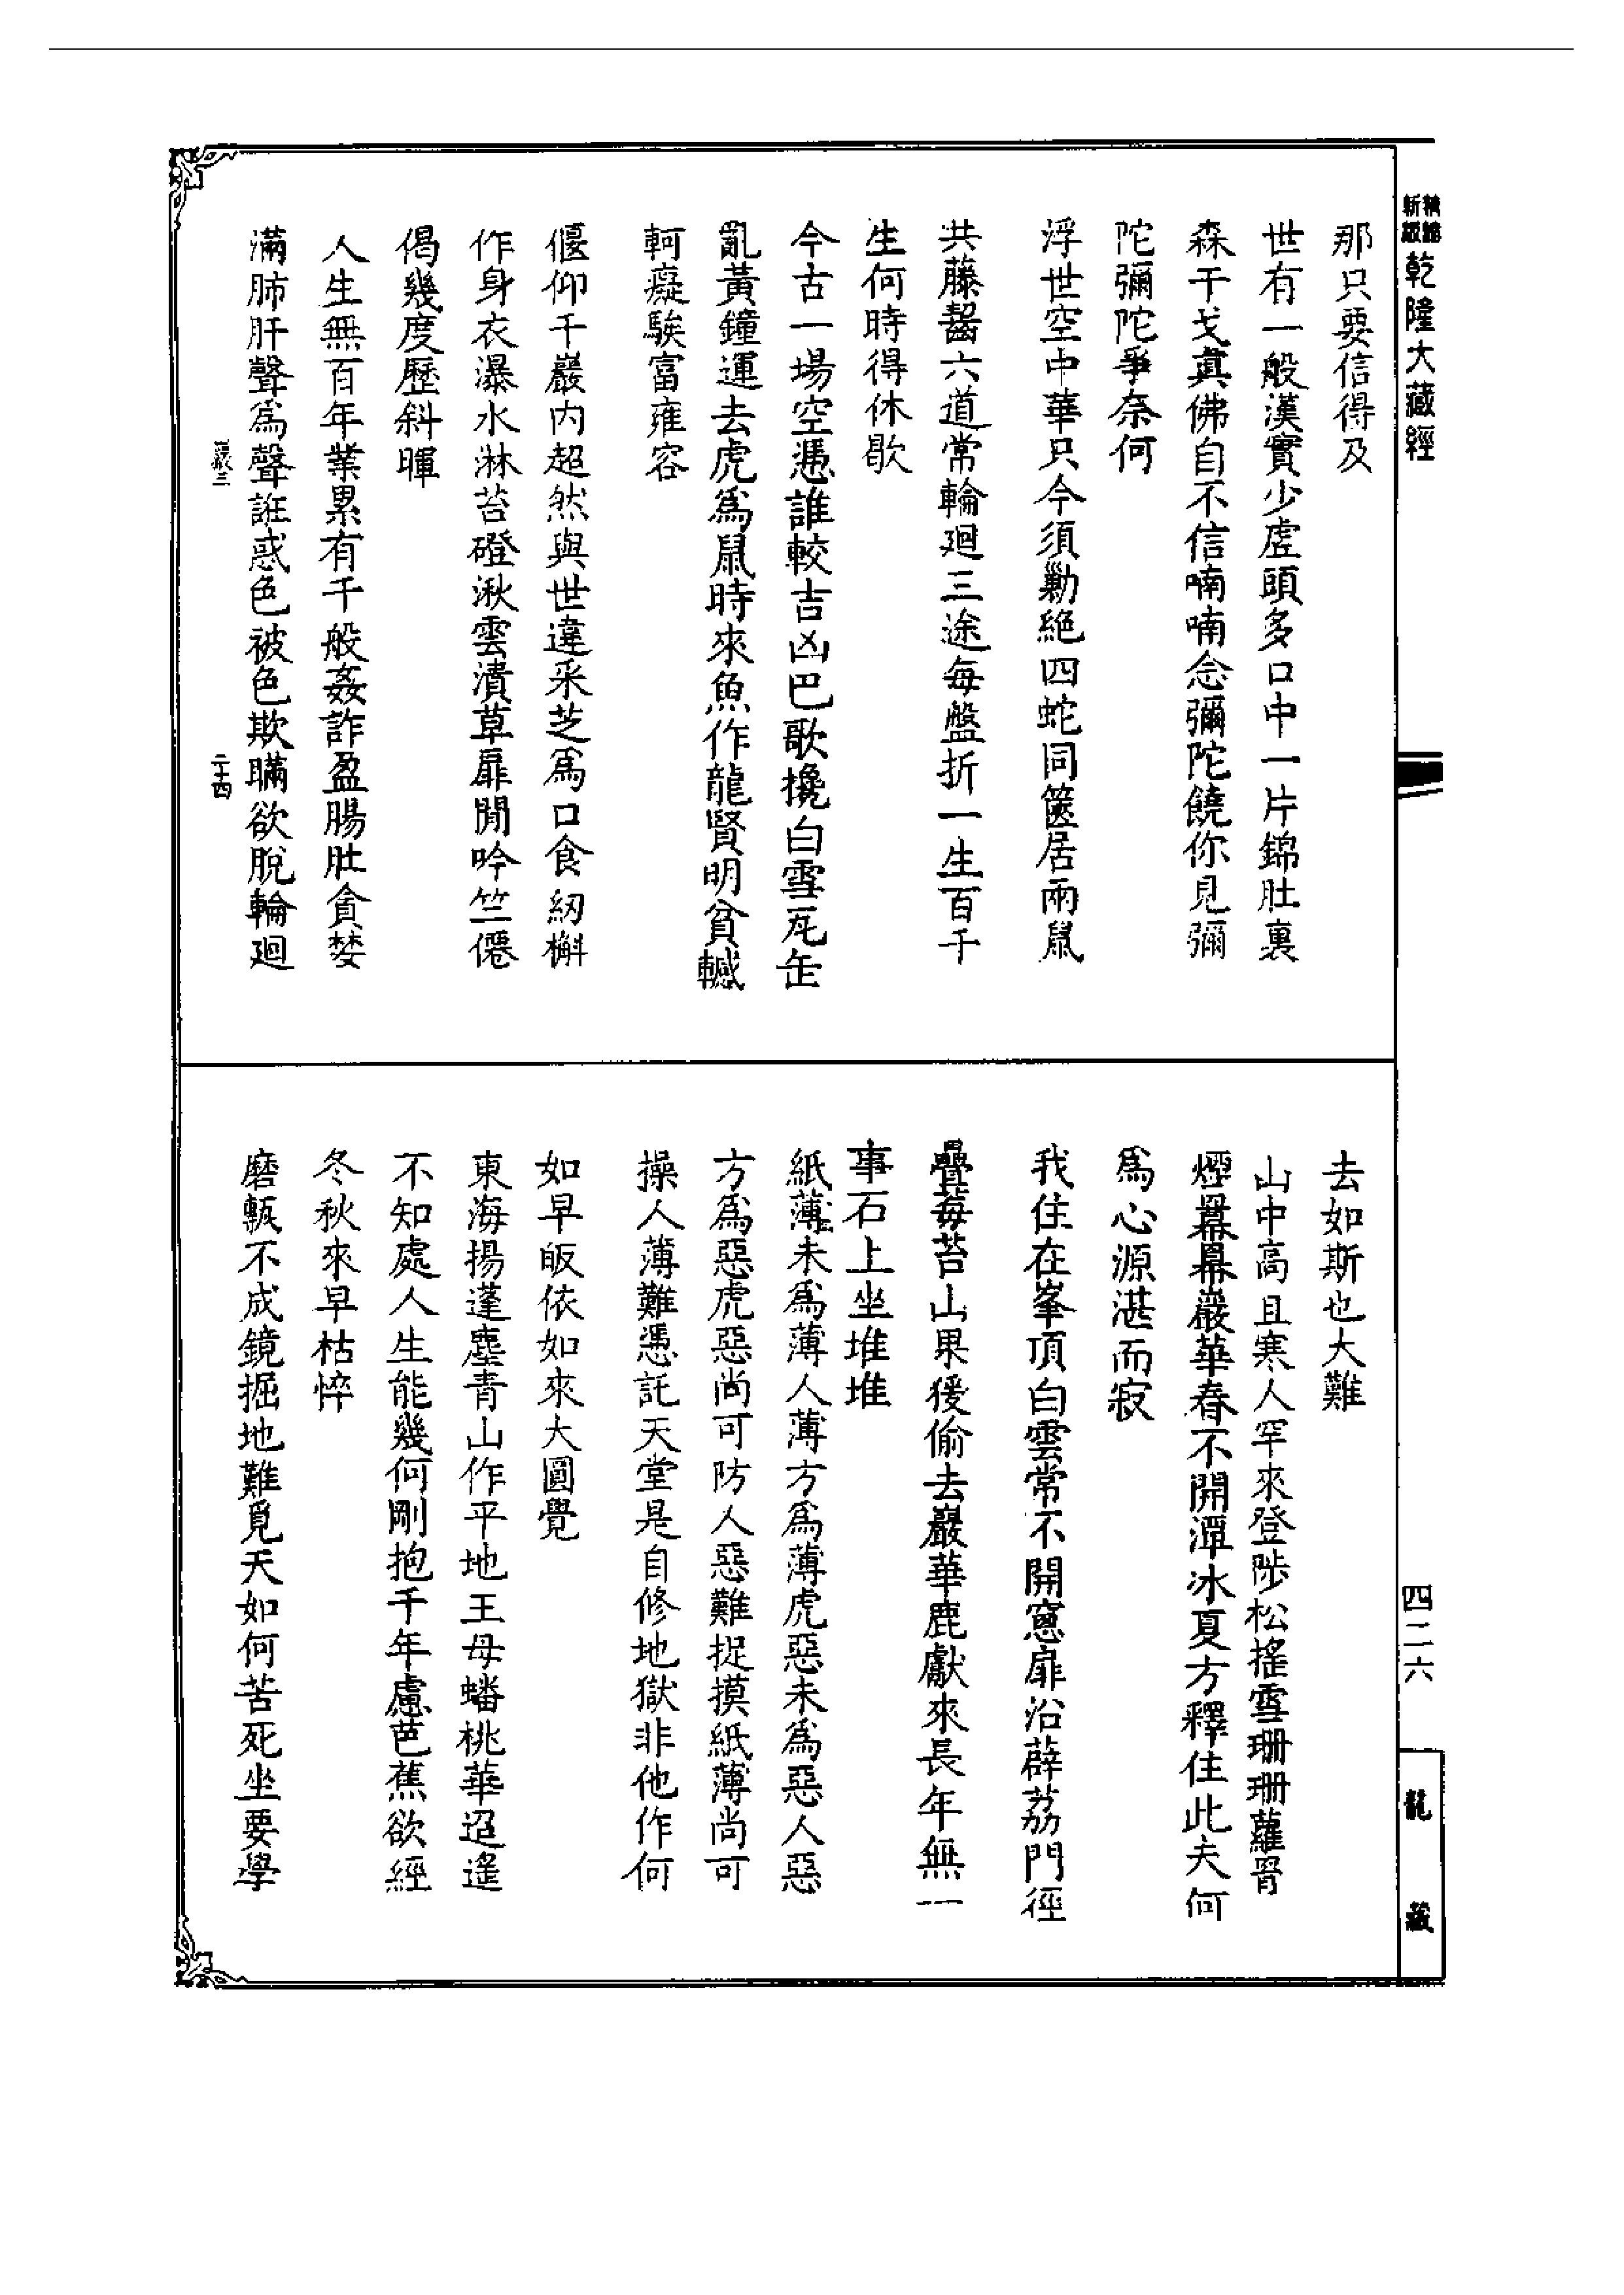 精縮
新版
乾隆大藏經
那只要信得及
世有一般漢實少虛頭多口中一片錦肚裏
森干戈真佛自不信喃喃念彌陀饒你見彌
陀彌陀爭奈何
浮世空中華只今須勦絕四蛇同篋居兩鼠
共藤齧六道常輪迴三途每盤折一生百千
生何時得休歇
今古一場空憑誰較吉凶巴歌攙白雪瓦缶
亂黃鐘運去虎為鼠時來魚作龍賢明貧轗
軻癡騃富雍容
偃仰千巖內超然與世違采芝為口食紉槲
作身衣瀑水淋苔磴湫雲漬草扉閒吟竺僊
偈幾度歷斜暉
人生無百年業累有千般姦詐盈腸肚貪婪
滿肺肝聲為聲誑惑色被色欺瞞欲脫輪迴
二十四
去如斯也大難
山中高且寒人罕來登陟松搖雪珊珊蘿罥
煙羃羃巖華春不開潭冰夏方釋住此夫何
為心源湛而寂
我住在峯頂白雲常不開窻扉沿薜荔門徑
疊莓苔山果猨偷去巖華鹿獻來長年無一
事石上坐堆堆
紙薄未為薄人薄方為薄虎惡未為惡人惡
方為惡虎惡尚可防人惡難捉摸紙薄尚可
操人薄難憑託天堂是自修地獄非他作何
如早皈依如來大圓覺
東海揚蓬塵青山作平地王母蟠桃華迢遙
不知處人生能幾何剛抱千年慮芭蕉欲經
冬秋來早枯悴
磨甎不成鏡掘地難覓天如何苦死坐要學
四二六
龍藏